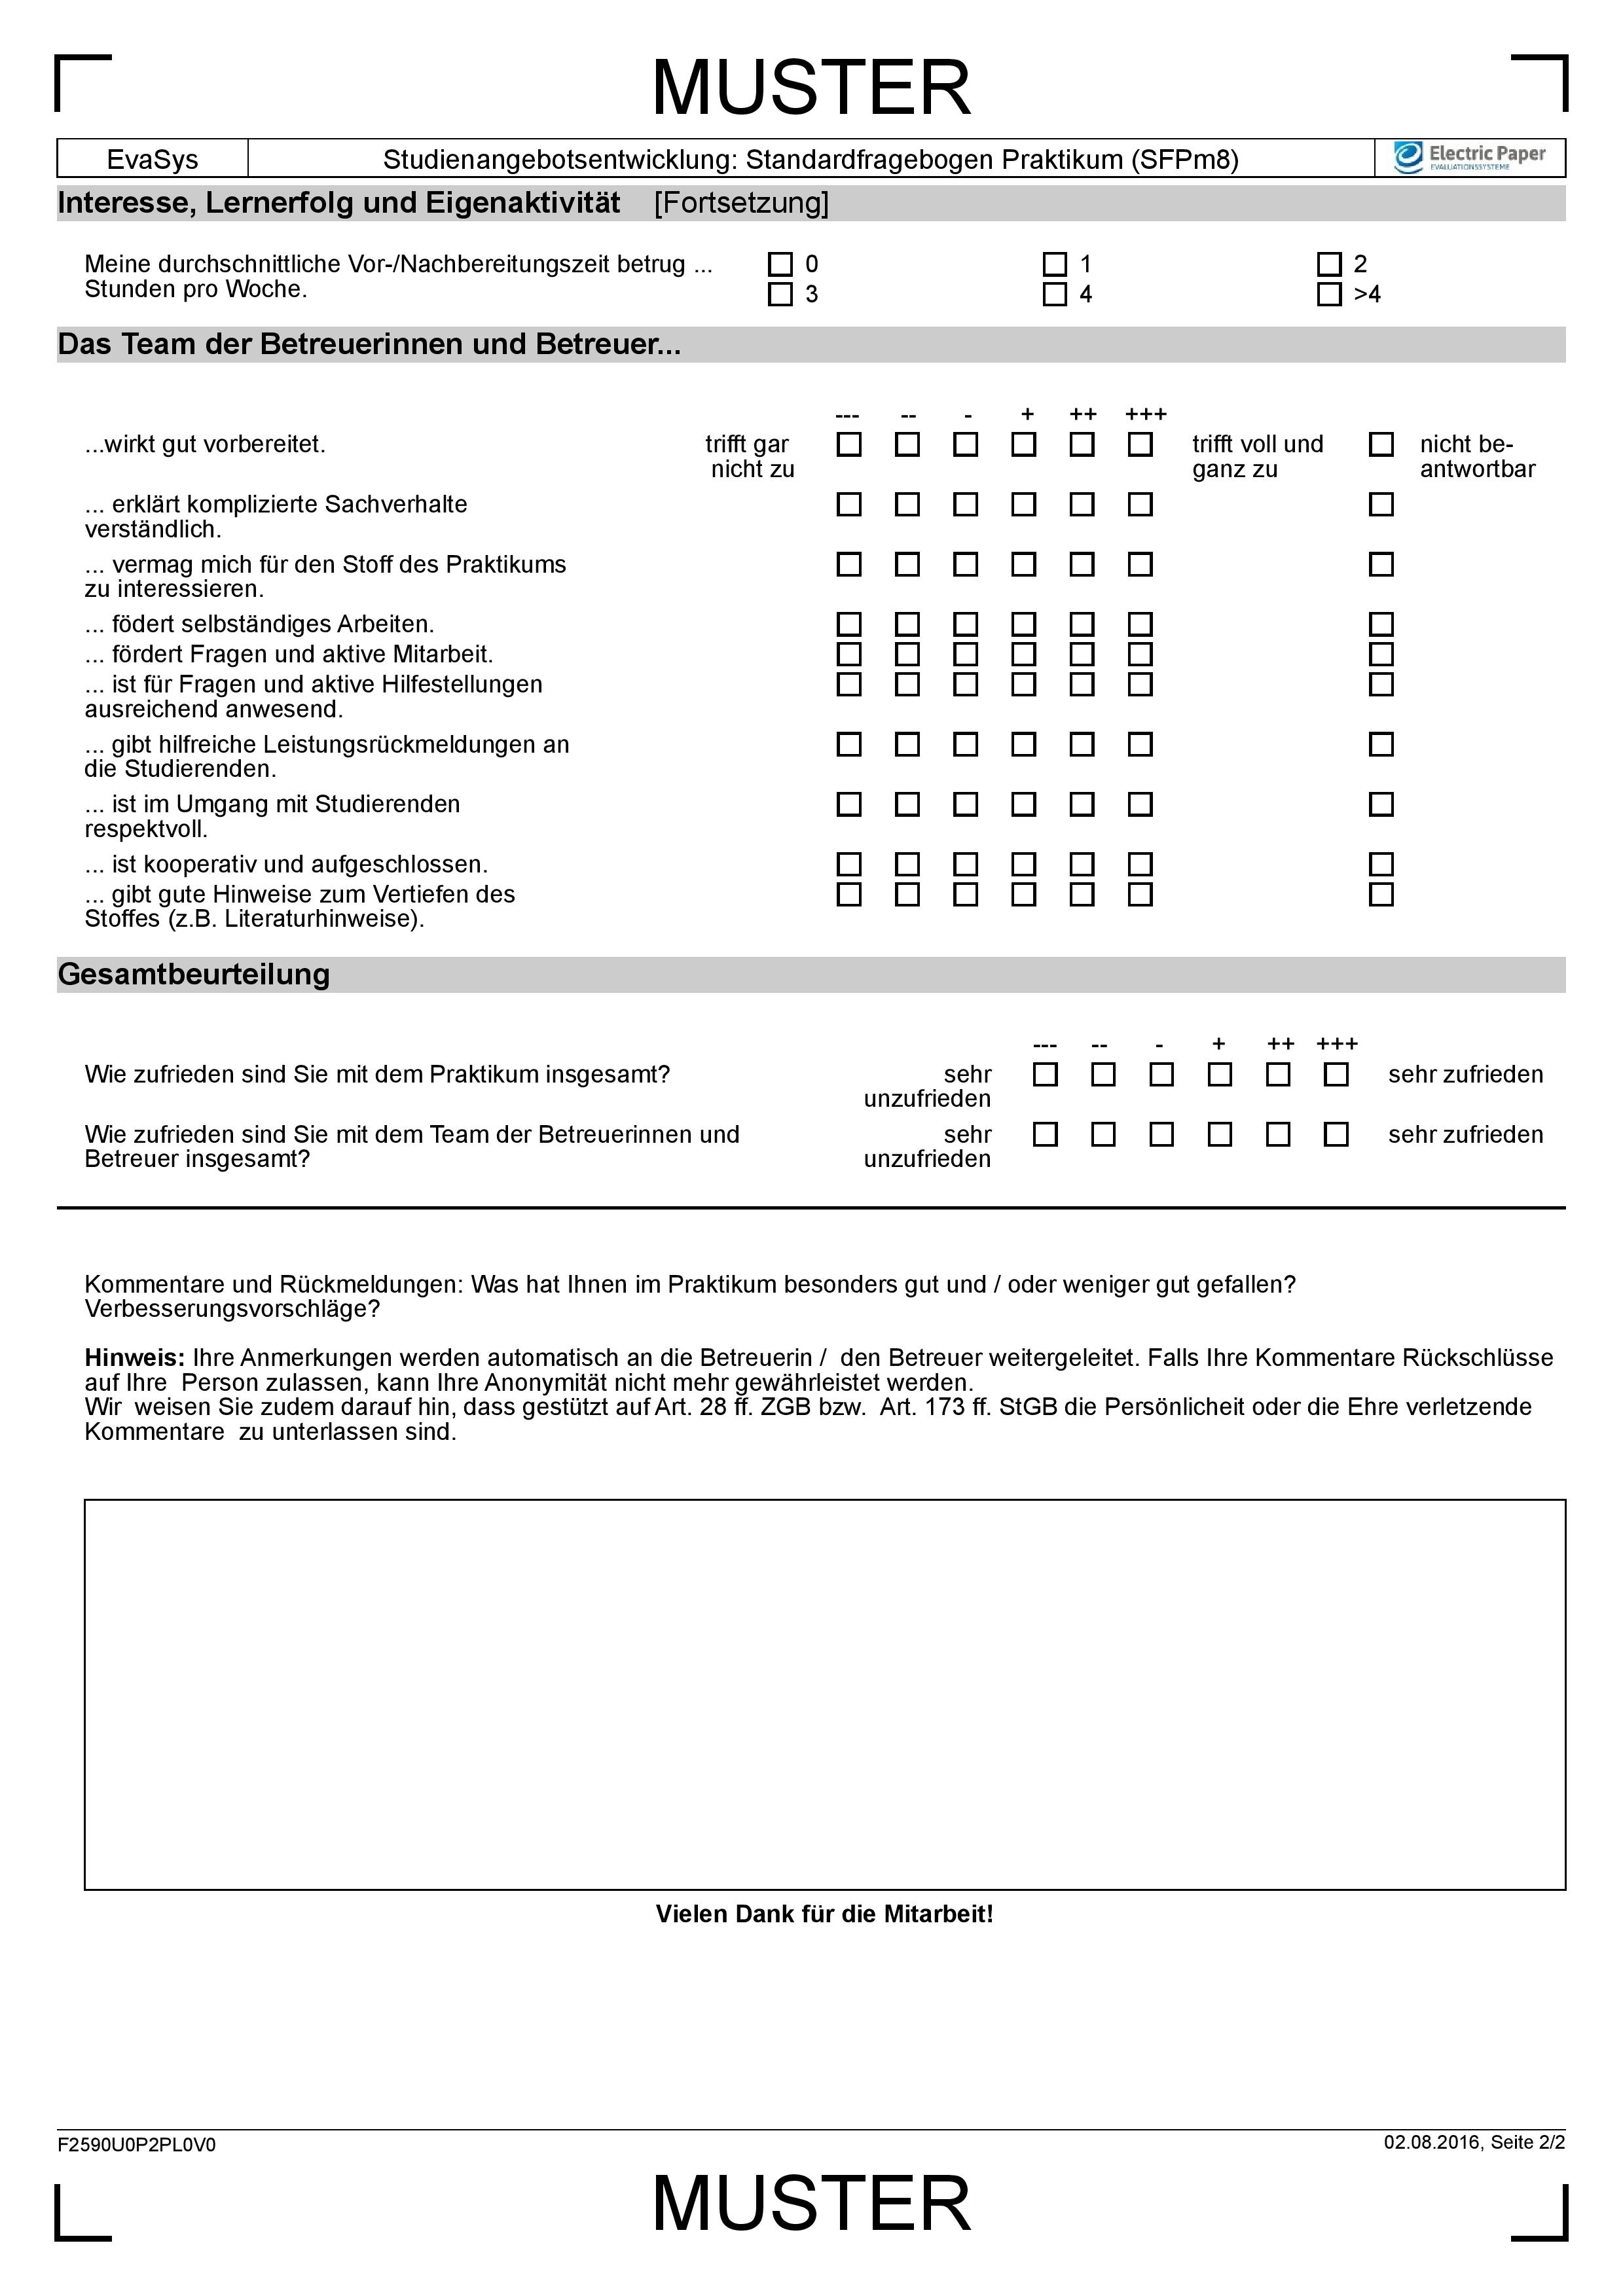 MUSTER
EvaSys Studienangebotsentwicklung: Standardfragebogen Praktikum (SFPm8) Electric Paper
EVALUATIONSSYSTEME
Interesse, Lernerfolg und Eigenaktivität [Fortsetzung]
Meine durchschnittliche Vor-/Nachbereitungszeit betrug ... 0 1 2
Stunden pro Woche. 3 4 >4
Das Team der Betreuerinnen und Betreuer...
--- -- - + ++ +++
...wirkt gut vorbereitet. trifft gar trifft voll und nicht be-
nicht zu ganz zu antwortbar
... erklärt komplizierte Sachverhalte
verständlich.
... vermag mich für den Stoff des Praktikums
zu interessieren.
... födert selbständiges Arbeiten.
... fördert Fragen und aktive Mitarbeit.
... ist für Fragen und aktive Hilfestellungen
ausreichend anwesend.
... gibt hilfreiche Leistungsrückmeldungen an
die Studierenden.
... ist im Umgang mit Studierenden
respektvoll.
... ist kooperativ und aufgeschlossen.
... gibt gute Hinweise zum Vertiefen des
Stoffes (z.B. Literaturhinweise).
Gesamtbeurteilung
--- -- - + ++ +++
Wie zufrieden sind Sie mit dem Praktikum insgesamt? sehr sehr zufrieden
unzufrieden
Wie zufrieden sind Sie mit dem Team der Betreuerinnen und sehr sehr zufrieden
Betreuer insgesamt? unzufrieden
Kommentare und Rückmeldungen: Was hat Ihnen im Praktikum besonders gut und / oder weniger gut gefallen?
Verbesserungsvorschläge?
Hinweis: Ihre Anmerkungen werden automatisch an die Betreuerin / den Betreuer weitergeleitet. Falls Ihre Kommentare Rückschlüsse
auf Ihre Person zulassen, kann Ihre Anonymität nicht mehr gewährleistet werden.
Wir weisen Sie zudem darauf hin, dass gestützt auf Art. 28 ff. ZGB bzw. Art. 173 ff. StGB die Persönlicheit oder die Ehre verletzende
Kommentare zu unterlassen sind.
Vielen Dank für die Mitarbeit!
F2590U0P2PL0V0 02.08.2016, Seite 2/2
MUSTER